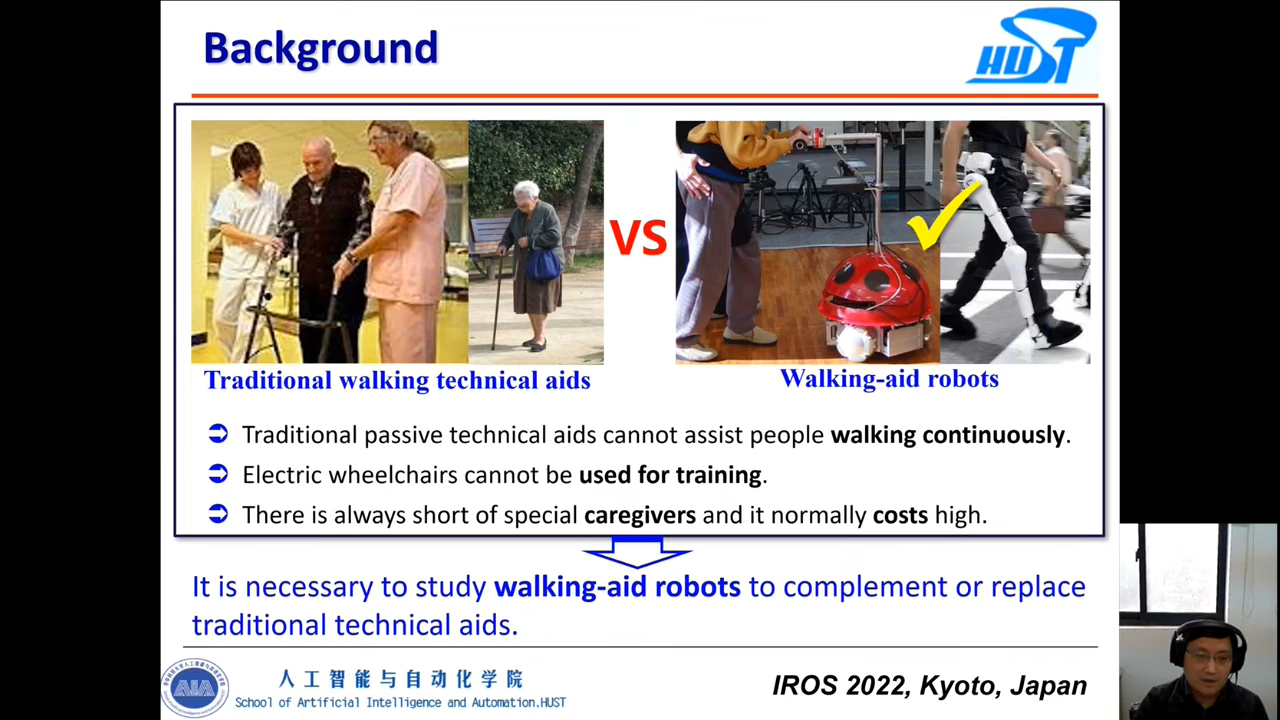 Background
HUST
VS
Traditional walking technical aids
Walking-aid robots
Traditional passive technical aids cannot assist people walking continuously.
Electric wheelchairs cannot be used for training.
There is always short of special caregivers and it normally costs high.
It is necessary to study walking-aid robots to complement or replace
traditional technical aids.
AIA
人工智能与自动化学院
School of Artificial Intelligence and Automation.HUST
IROS 2022, Kyoto, Japan